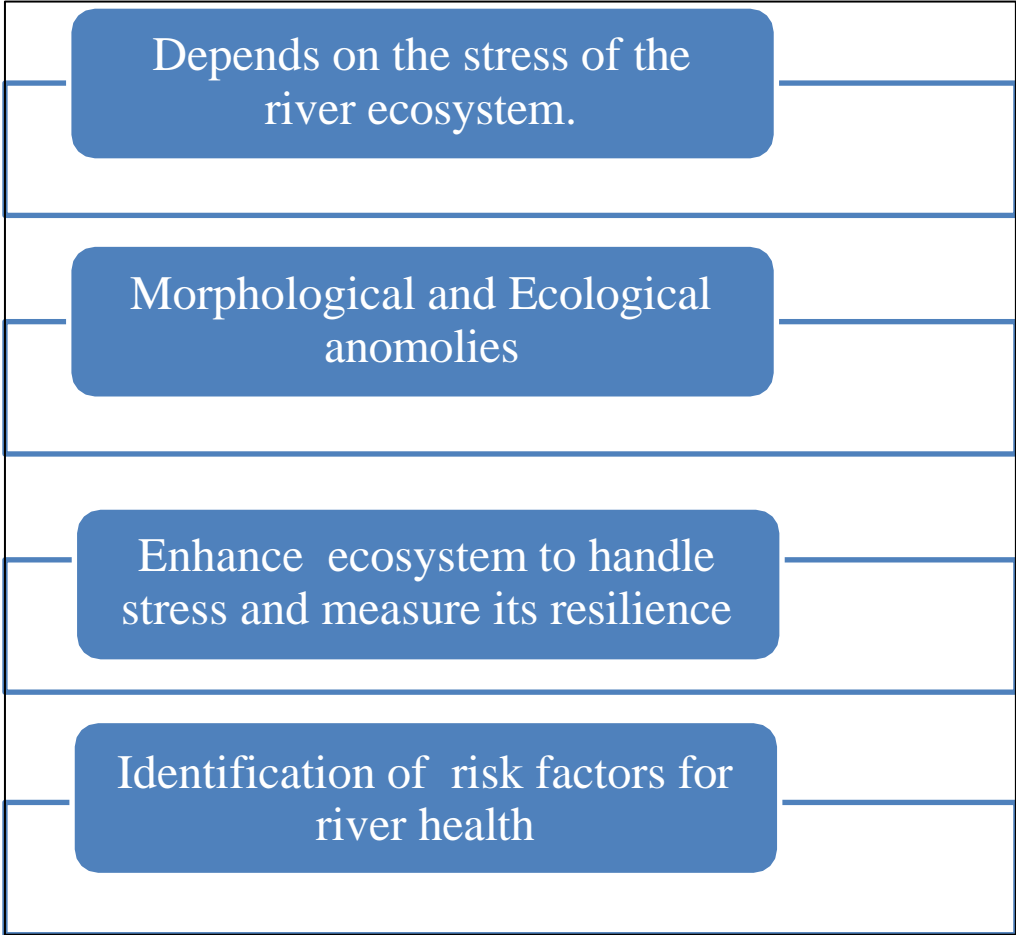 Depends on the stress of the
river ecosystem.
Morphological and Ecological
anomolies
Enhance  ecosystem to handle
stress and measure its resilience
Identification of  risk factors for
river health